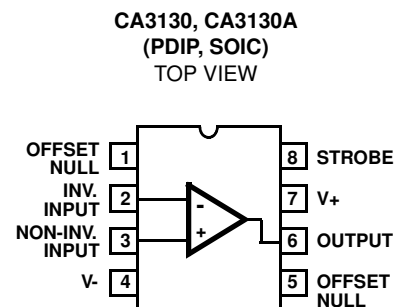 CA3130, CA3130A
(PDIP, SOIC)
TOP VIEW
OFFSET
NULL
1
8
STROBE
INV.
INPUT
2
-
7
V+
NON-INV.
INPUT
3
+
6
OUTPUT
V-
4
5
OFFSET
NULL